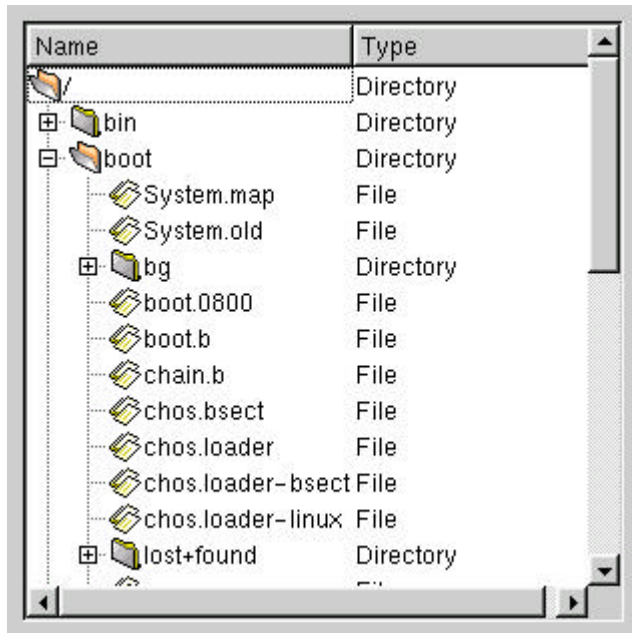 Name Type
/ Directory
bin Directory
boot Directory
System.map File
System.old File
bg Directory
boot.0800 File
boot.b File
chain.b File
chos.bsect File
chos.loader File
chos.loader-bsect File
chos.loader-linux File
lost+found Directory